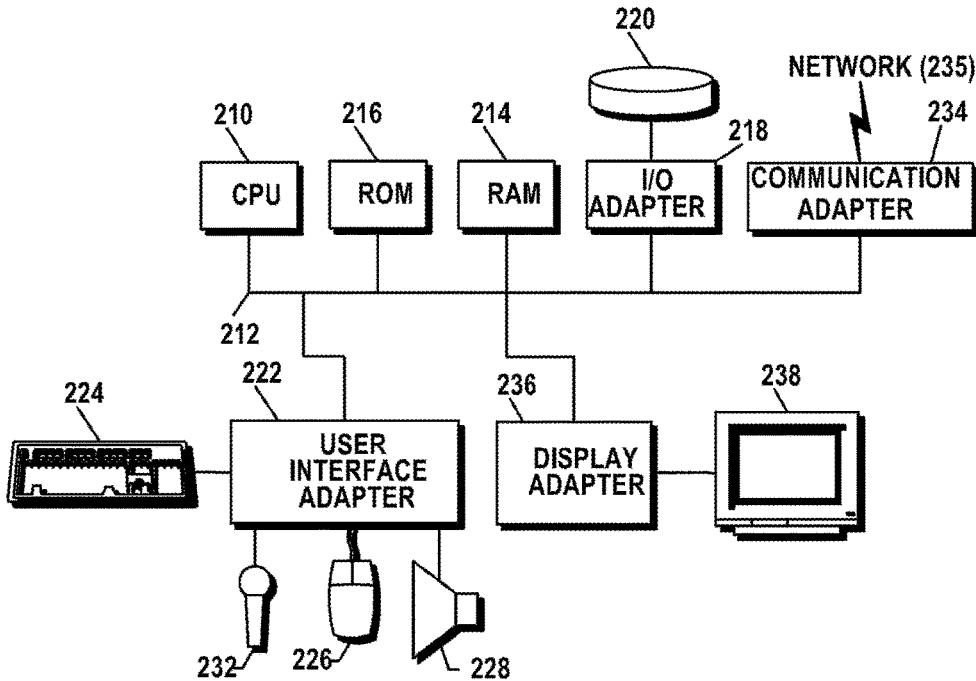 220
NETWORK (235)
210
216
214
218
234
CPU
ROM
RAM
I/O
ADAPTER
COMMUNICATION
ADAPTER
212
222
236
238
224
USER
INTERFACE
ADAPTER
DISPLAY
ADAPTER
232
226
228